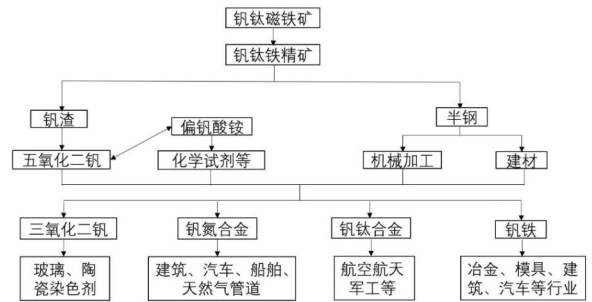 钒钛磁铁矿
钒钛铁精矿
钒渣
偏钒酸铵
半钢
五氧化二钒
化学试剂等
机械加工
建材
三氧化二钒
钒氮合金
钒钛合金
钒铁
玻璃、陶
瓷染色剂
建筑、汽车、船舶、
天然气管道
航空航天
军工等
冶金、模具、建
筑、汽车等行业